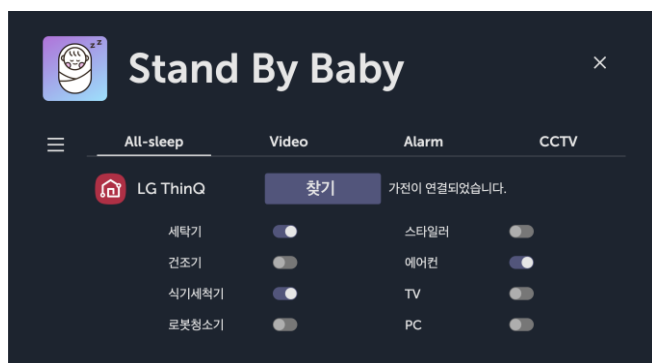 zz
Stand By Baby
All-sleep Video Alarm CCTV
LG ThinQ 찾기 가전이 연결되었습니다.
세탁기 스타일러
건조기 에어컨
식기세척기 TV
로봇청소기 PC